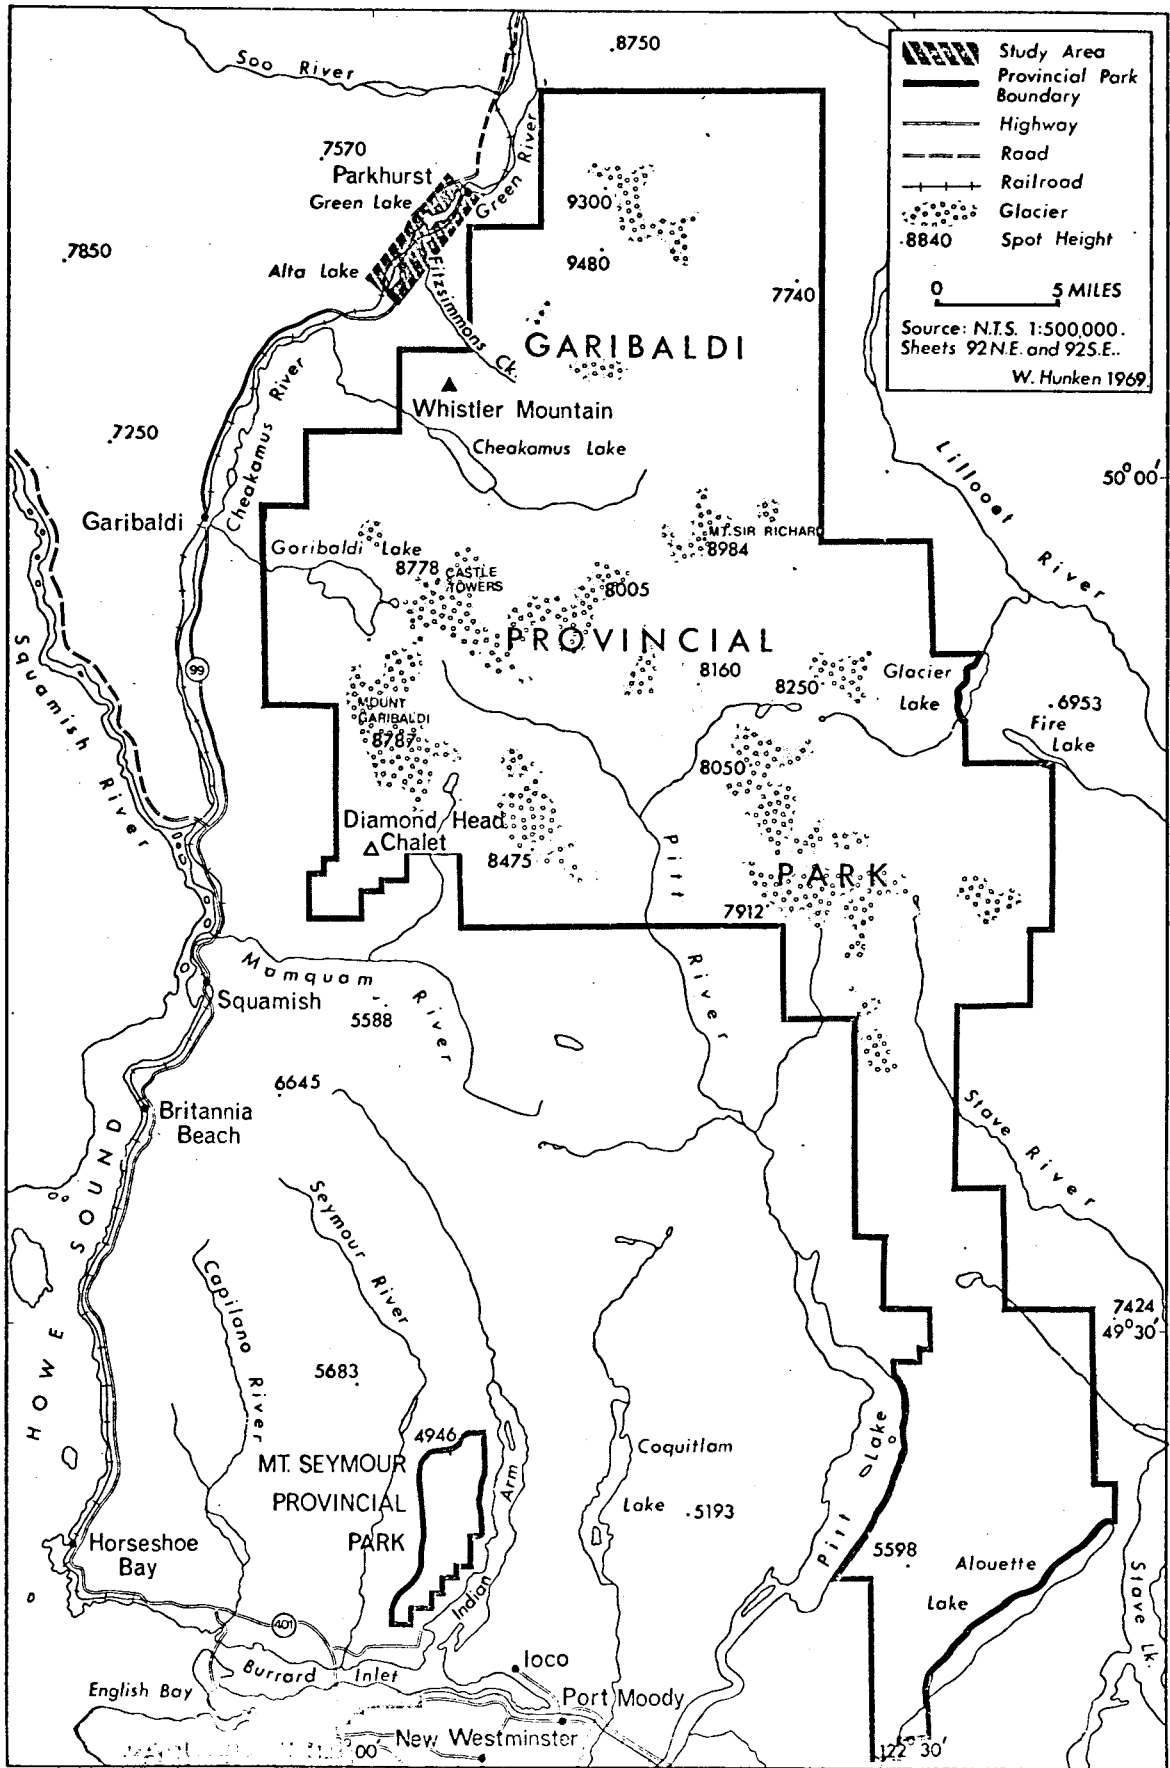 Study Area
Provincial Park
Boundary
Highway
Road
Railroad
Glacier
.8840 Spot Height
0 5 MILES
Source: N.T.S. 1:500,000.
Sheets 92N.E. and 92S.E..
W. Hunken 1969
.8750
Soo River
7570
Parkhurst
Green Lake
Green River
7850
Alta Lake
Fitzsimmons Ck.
9300
9480
7740
GARIBALDI
Whistler Mountain
Cheakamus Lake
7250
Cheakamus River
Garibaldi
Lillooet River
50° 00'
Goribaldi Lake
8778
CASTLE
TOWERS
MT. SIR RICHARD
8984
8005
PROVINCIAL
8160
8250
Glacier
Lake
6953
Fire
Lake
99
Squamish River
MOUNT
GARIBALDI
8787
8050
Diamond Head
Chalet
8475
Pitt River
PARK
7912
Mamquam River
Squamish
5588
6645
Britannia
Beach
HOWE SOUND
Stave River
Seymour River
Capilano River
7424
49° 30'
5683
4946
MT. SEYMOUR
PROVINCIAL
PARK
Indian Arm
Coquitlam
Lake
.5193
Pitt Lake
5598
Alouette
Lake
Stave Lk.
Horseshoe
Bay
401
Burrard Inlet
English Bay
Ioco
Port Moody
New Westminster
00'
122° 30'